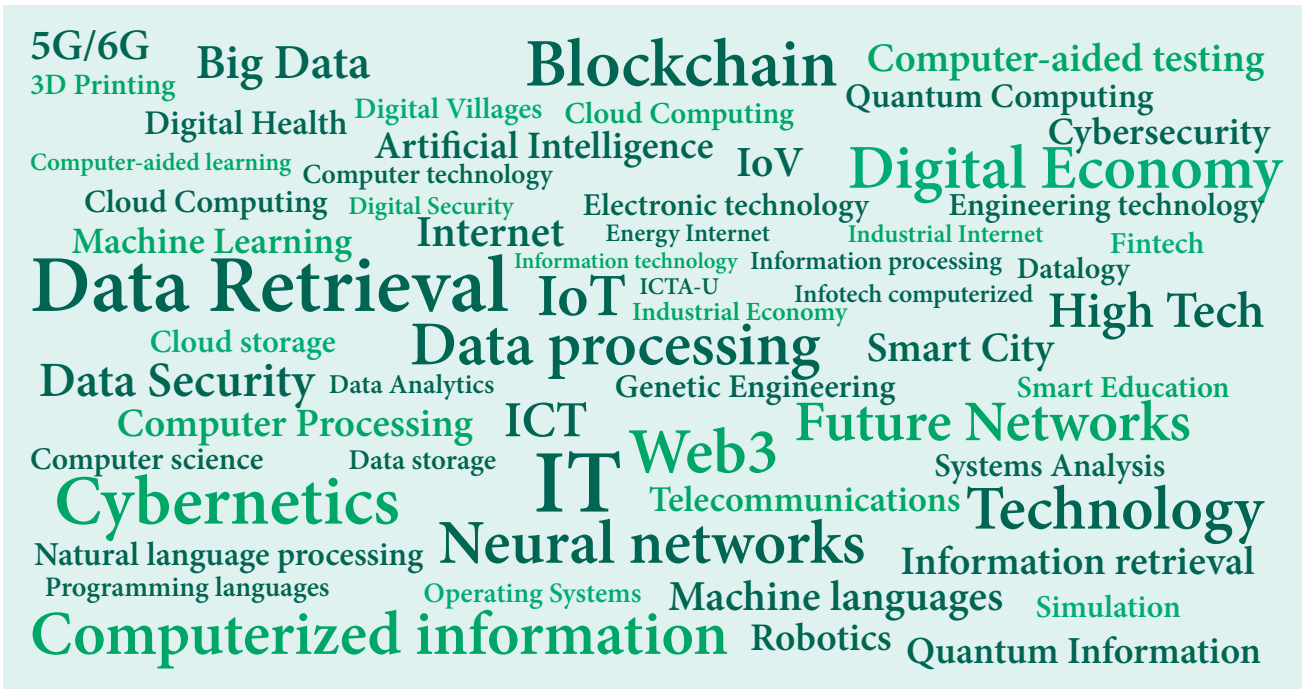 5G/6G
Big Data
Blockchain
Computer-aided testing
3D Printing
Quantum Computing
Digital Health
Digital Villages
Cloud Computing
Cybersecurity
Artificial Intelligence
IoV
Digital Economy
Computer-aided learning
Computer technology
Cloud Computing
Digital Security
Electronic technology
Engineering technology
Machine Learning
Internet
Energy Internet
Industrial Internet
Fintech
Data Retrieval
Information technology
Information processing
Datalogy
IoT
ICTA-U
Infotech computerized
Industrial Economy
High Tech
Cloud storage
Data processing
Smart City
Data Security
Data Analytics
Genetic Engineering
Smart Education
Computer Processing
ICT
Web3
Future Networks
Computer science
Data storage
IT
Systems Analysis
Cybernetics
Telecommunications
Technology
Natural language processing
Neural networks
Information retrieval
Programming languages
Operating Systems
Machine languages
Simulation
Computerized information
Robotics
Quantum Information